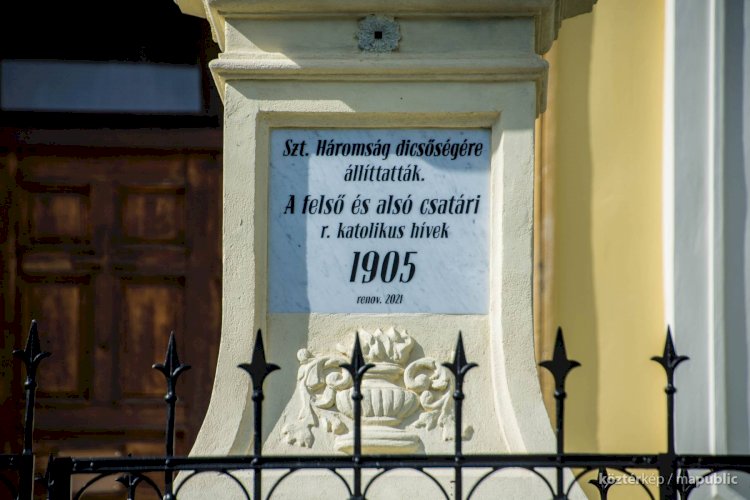 Szt. Háromság dicsőségére
állíttatták.
A felső és alsó csatári
r. katolikus hívek
1905
renov. 2021
köztérkép / mapublic